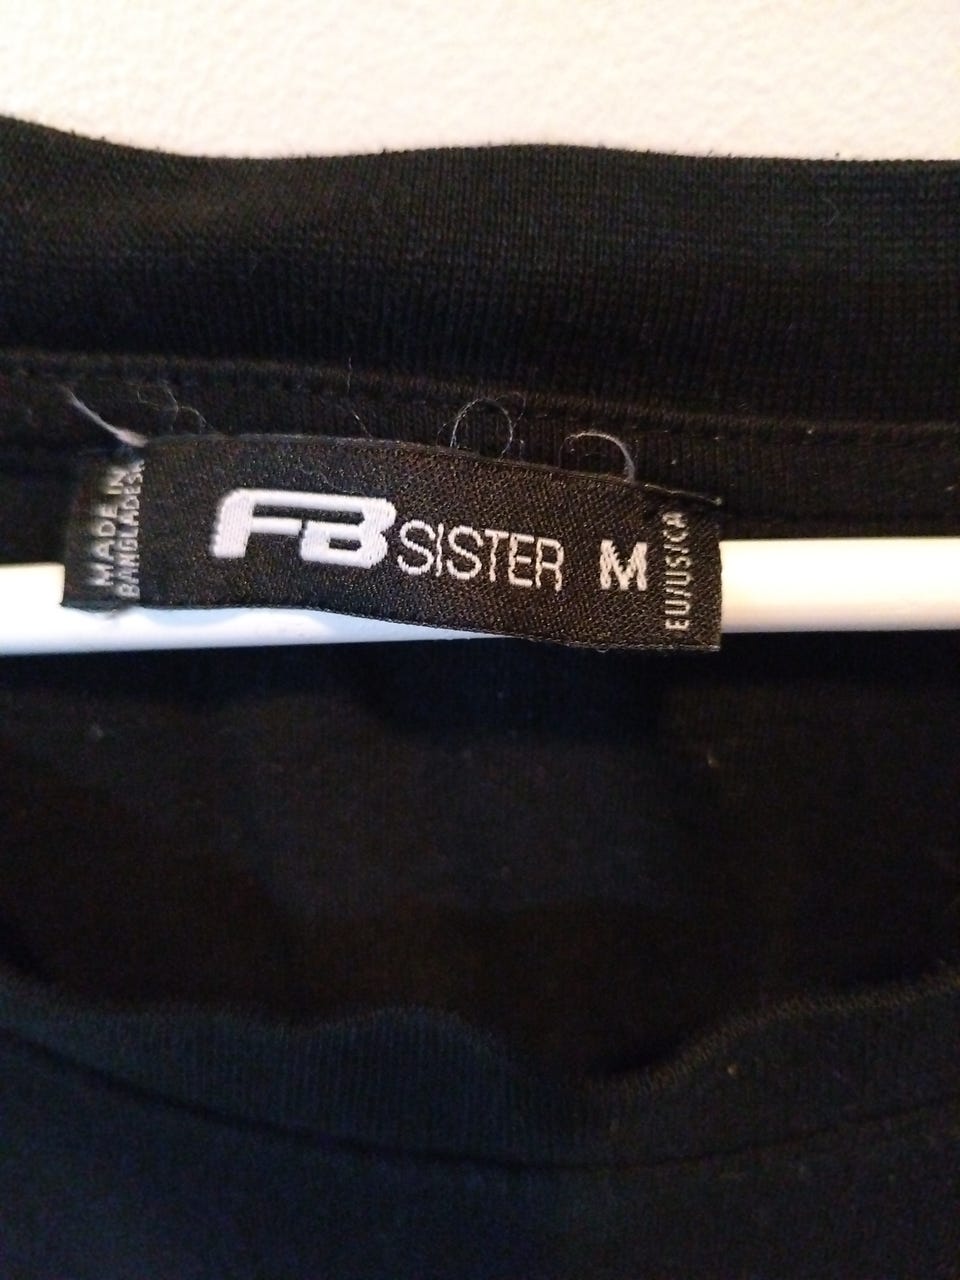 MADE IN
BANGLADESH
FB SISTER M
EU/US/CA